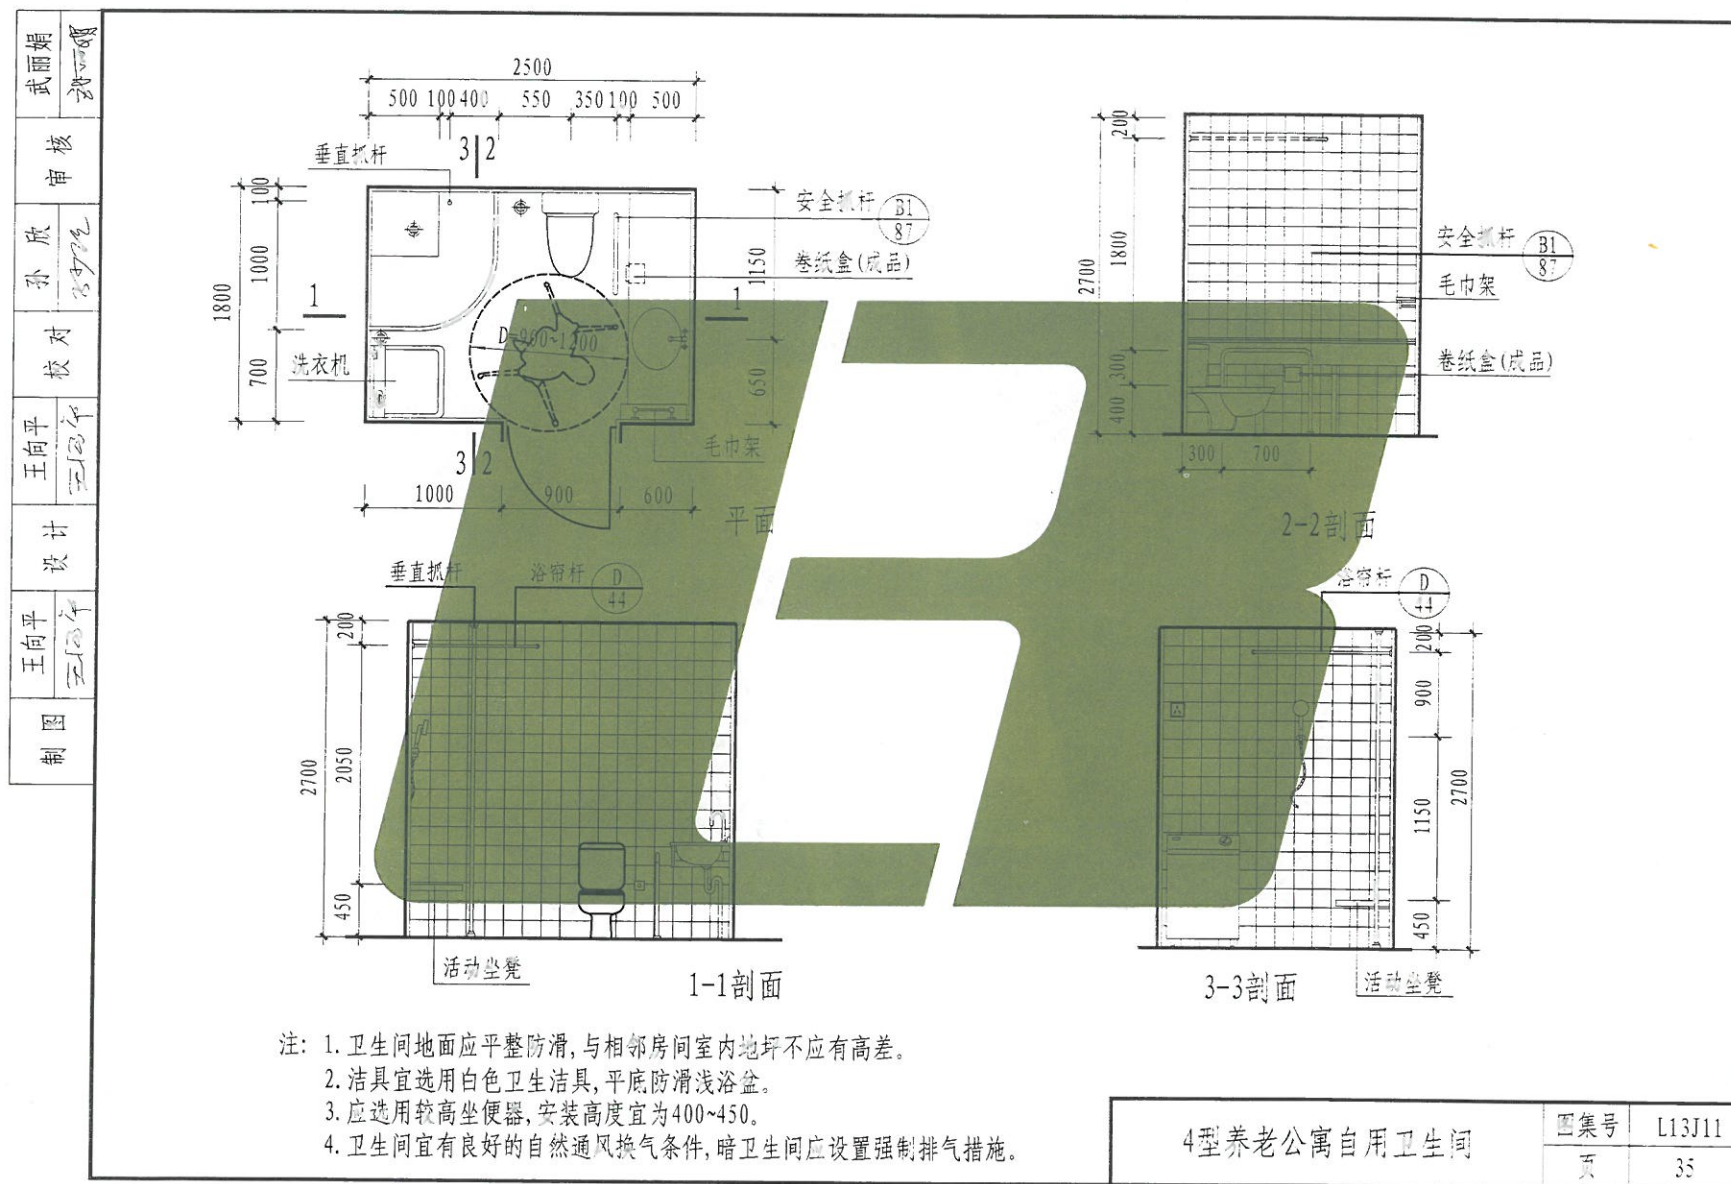 武丽娟
审核
孙欣
校对
王向平
设计
王向平
制图
2500
500 100 400 550 350 100 500
3 2
垂直抓杆
安全抓杆 B1
87
卷纸盒(成品)
1800
100
1000
700
1
1
1150
650
D=900~1200
洗衣机
毛巾架
3 2
1000 900 600
平面
2700
200
1800
300
400
安全抓杆 B1
87
毛巾架
卷纸盒(成品)
300 700
2-2剖面
垂直抓杆 浴帘杆 D
44
2700
200
2050
450
活动坐凳
1-1剖面
浴帘杆 D
44
200
900
1150
450
2700
活动坐凳
3-3剖面
注: 1. 卫生间地面应平整防滑, 与相邻房间室内地坪不应有高差。
2. 洁具宜选用白色卫生洁具, 平底防滑浅浴盆。
3. 应选用较高坐便器, 安装高度宜为400~450。
4. 卫生间宜有良好的自然通风换气条件, 暗卫生间应设置强制排气措施。
4型养老公寓自用卫生间
图集号 L13J11
页 35